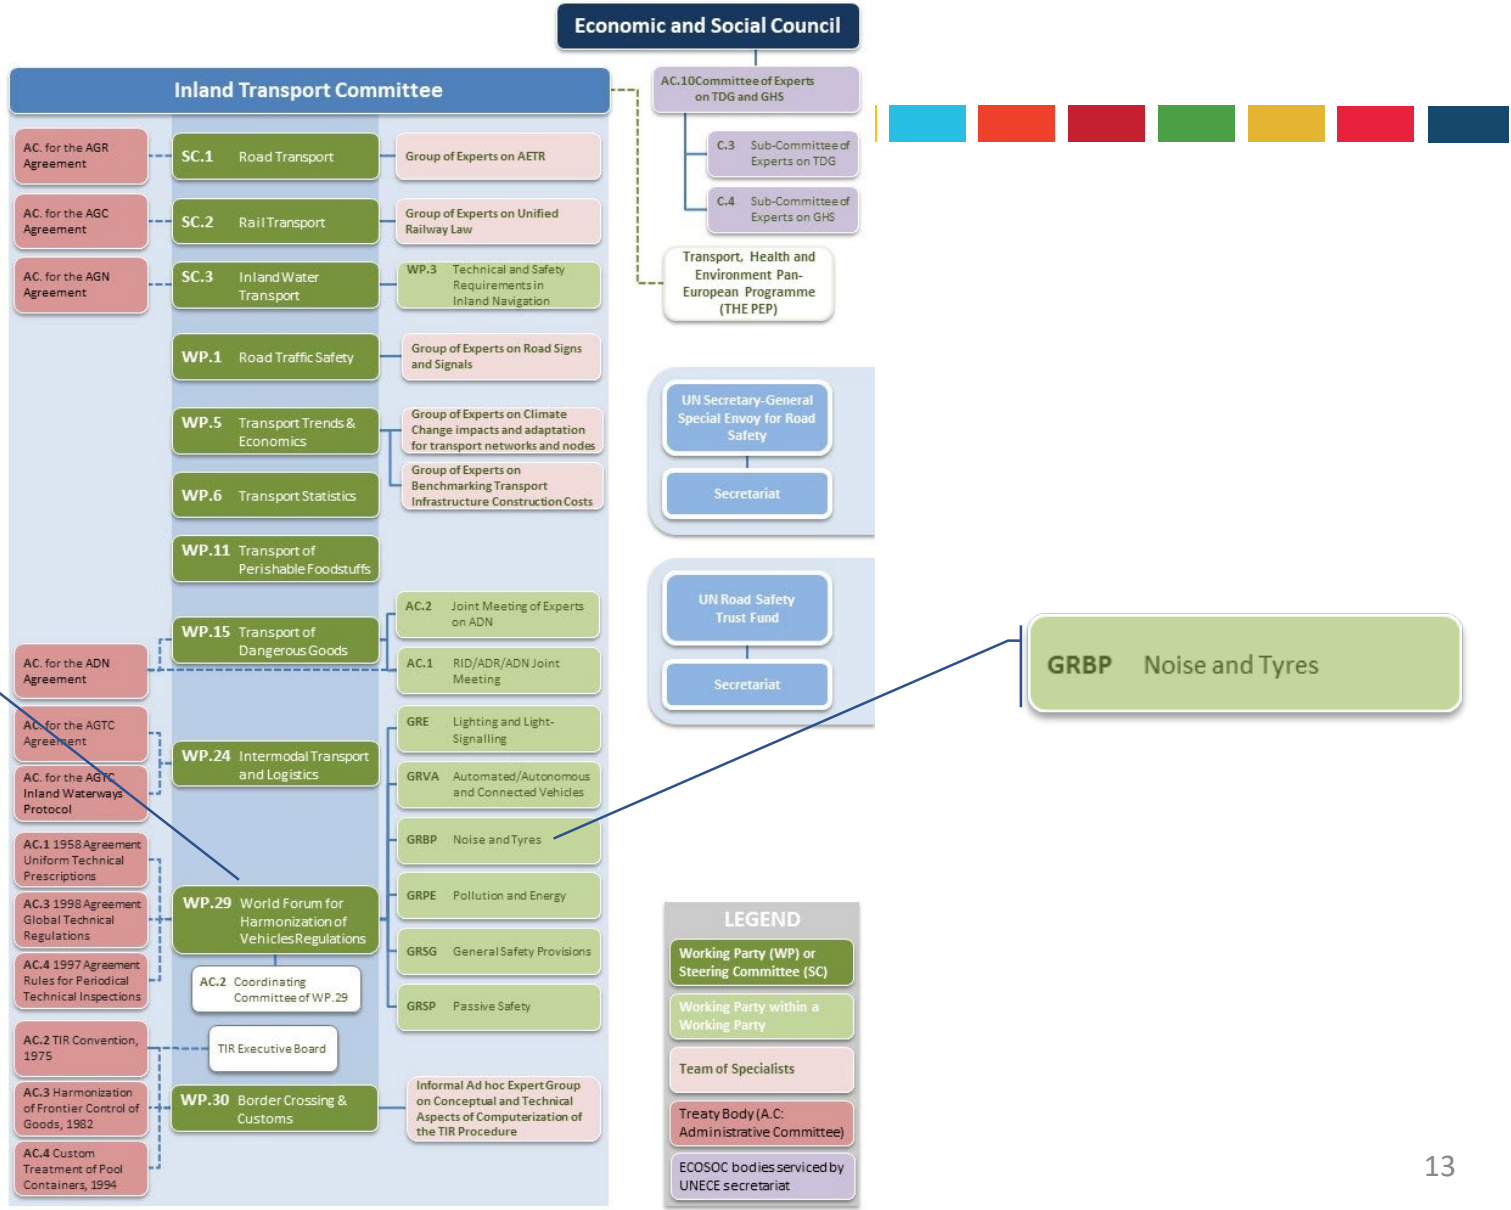 Economic and Social Council
Inland Transport Committee
AC.10Committee of Experts
on TDG and GHS
C.3 Sub-Committee of
Experts on TDG
C.4 Sub-Committee of
Experts on GHS
Transport, Health and
Environment Pan-
European Programme
(THE PEP)
AC. for the AGR
Agreement
SC.1 Road Transport
Group of Experts on AETR
AC. for the AGC
Agreement
SC.2 Rail Transport
Group of Experts on Unified
Railway Law
AC. for the AGN
Agreement
SC.3 Inland Water
Transport
WP.3 Technical and Safety
Requirements in
Inland Navigation
WP.1 Road Traffic Safety
Group of Experts on Road Signs
and Signals
WP.5 Transport Trends &
Economics
Group of Experts on Climate
Change impacts and adaptation
for transport networks and nodes
Group of Experts on
Benchmarking Transport
Infrastructure Construction Costs
WP.6 Transport Statistics
WP.11 Transport of
Perishable Foodstuffs
WP.15 Transport of
Dangerous Goods
AC.2 Joint Meeting of Experts
on ADN
AC.1 RID/ADR/ADN Joint
Meeting
AC. for the ADN
Agreement
AC. for the AGTC
Agreement
AC. for the AGTC
Inland Waterways
Protocol
WP.24 Intermodal Transport
and Logistics
GRE Lighting and Light-
Signalling
GRVA Automated/Autonomous
and Connected Vehicles
GRBP Noise and Tyres
GRPE Pollution and Energy
GRSG General Safety Provisions
GRSP Passive Safety
AC.1 1958 Agreement
Uniform Technical
Prescriptions
AC.3 1998 Agreement
Global Technical
Regulations
AC.4 1997 Agreement
Rules for Periodical
Technical Inspections
WP.29 World Forum for
Harmonization of
Vehicles Regulations
AC.2 Coordinating
Committee of WP.29
AC.2 TIR Convention,
1975
TIR Executive Board
AC.3 Harmonization
of Frontier Control of
Goods, 1982
AC.4 Custom
Treatment of Pool
Containers, 1994
WP.30 Border Crossing &
Customs
Informal Ad hoc Expert Group
on Conceptual and Technical
Aspects of Computerization of
the TIR Procedure
UN Secretary-General
Special Envoy for Road
Safety
Secretariat
UN Road Safety
Trust Fund
Secretariat
GRBP Noise and Tyres
LEGEND
Working Party (WP) or
Steering Committee (SC)
Working Party within a
Working Party
Team of Specialists
Treaty Body (A.C:
Administrative Committee)
ECOSOC bodies serviced by
UNECE secretariat
13